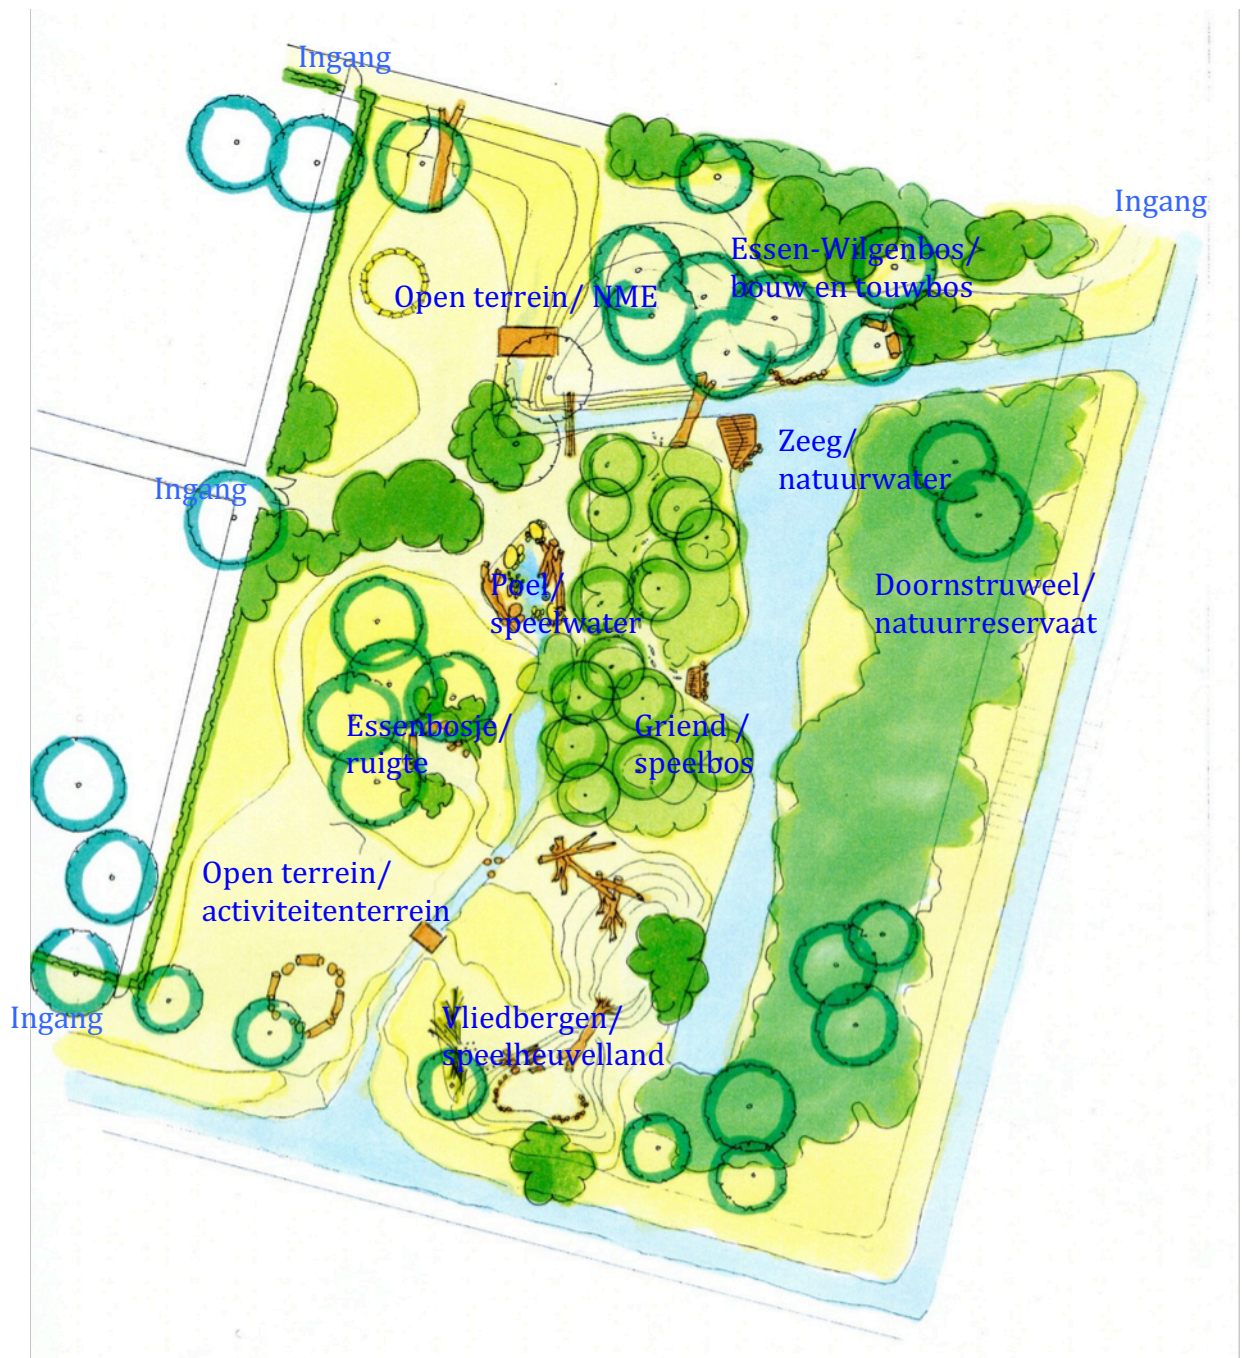 Ingang
Ingang
Essen-Wilgenbos/
bouw en touwbos
Open terrein/ NME
Zeeg/
natuurwater
Ingang
Poel/
speelwater
Doornstruweel/
natuurreservaat
Essenbosje/
ruigte
Griend /
speelbos
Open terrein/
activiteitenterrein
Ingang
Vliedbergen/
speelheuvelland